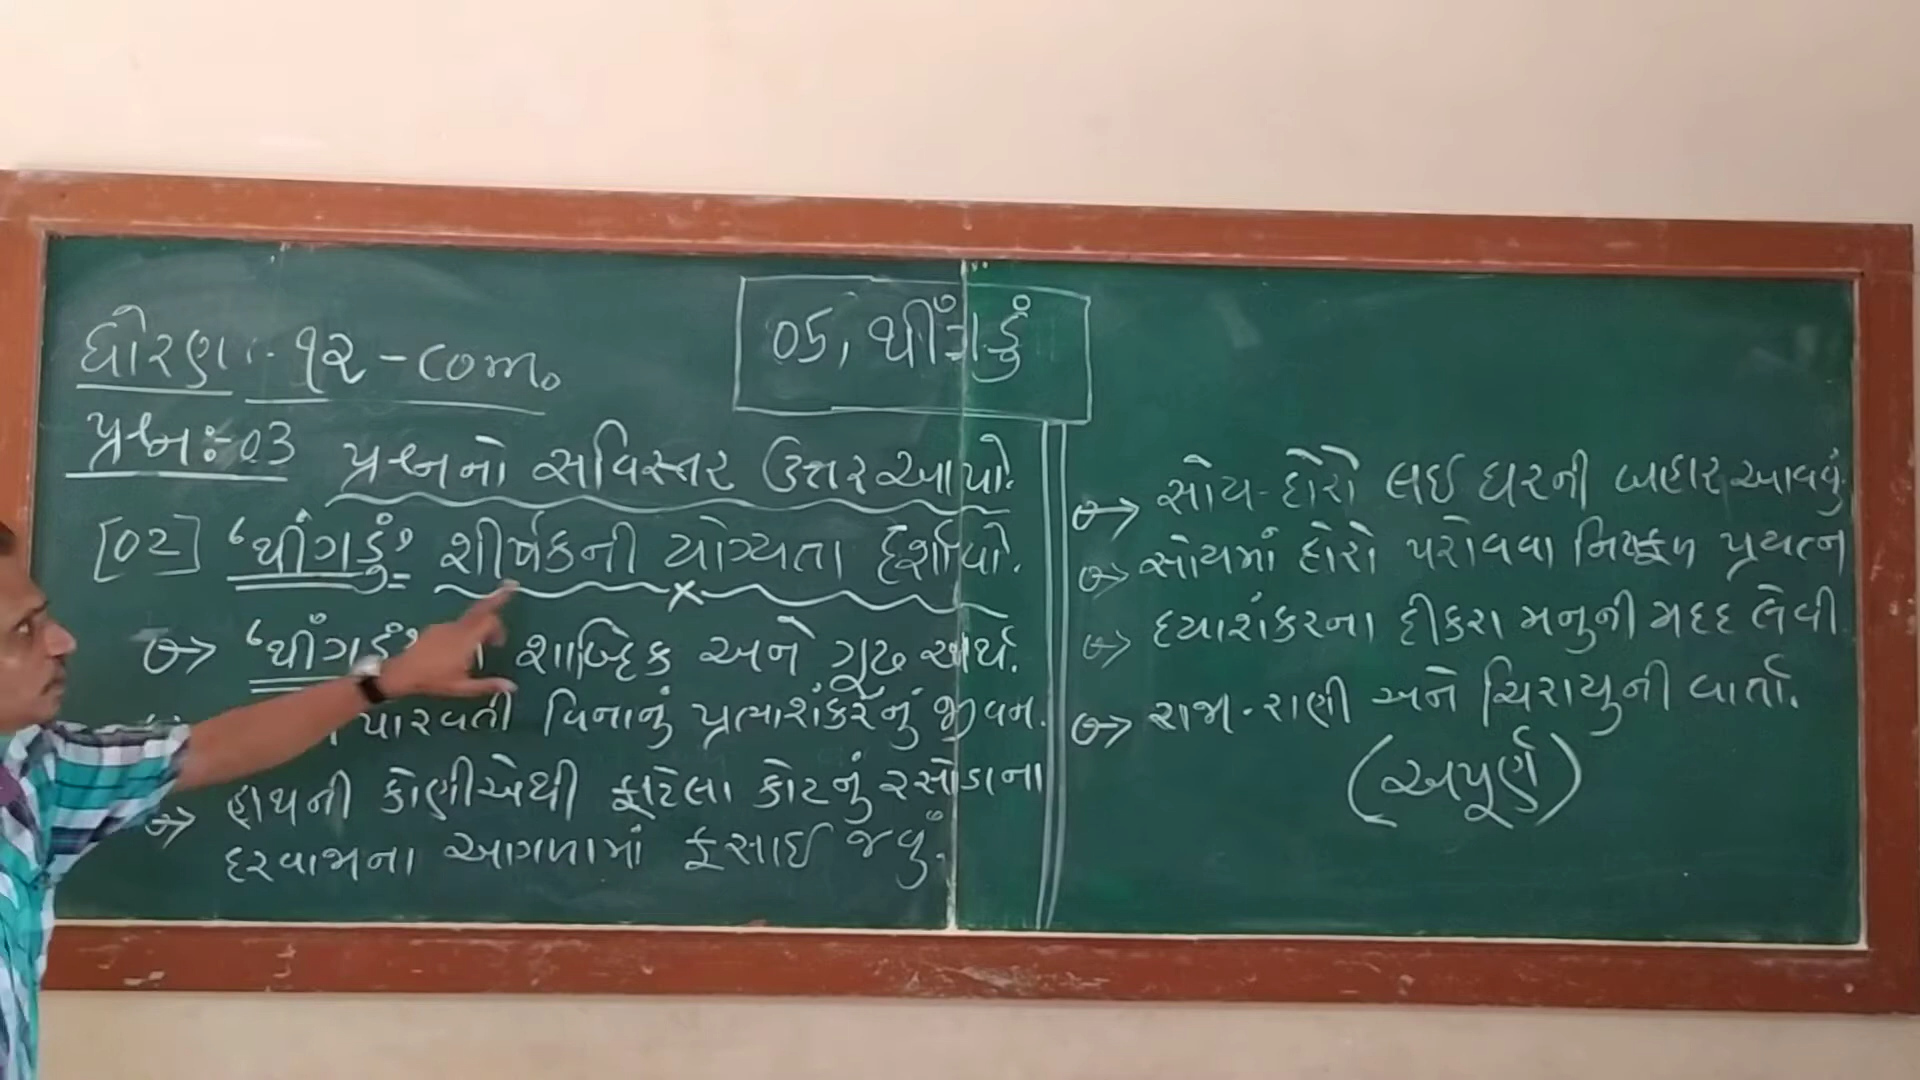 ધોરણ :- ૧૨ - com.
05, થીંગડું
પ્રશ્ન :- 03
પ્રશ્નનો સવિસ્તર ઉત્તર આપો.
[02] 'થીંગડું' શીર્ષકની યોગ્યતા દર્શાવો.
'થીંગડું' શાબ્દિક અને ગૂઢ અર્થ.
પારવતી વિનાનું પ્રભાશંકરનું જીવન.
હાથની કોણીએથી ફાટેલા કોટનું રસોડાના
દરવાજાના આગળામાં ફસાઈ જવું.
સોય-દોરો લઈ ઘરની બહાર આવવું.
સોયમાં દોરો પરોવવા નિષ્ફળ પ્રયત્ન
દયાશંકરના દીકરા મનુની મદદ લેવી.
રાજા-રાણી અને ચિરાયુની વાર્તા.
(અપૂર્ણ)